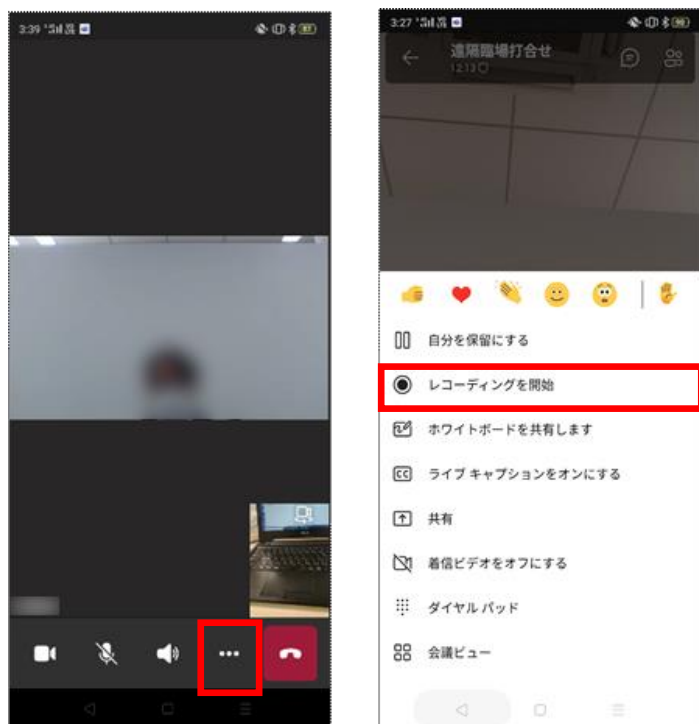 3:39
85
3:27
90
遠隔臨場打合せ
12:13
自分を保留にする
レコーディングを開始
ホワイトボードを共有します
CC ライブ キャプションをオンにする
共有
着信ビデオをオフにする
ダイヤル パッド
会議ビュー